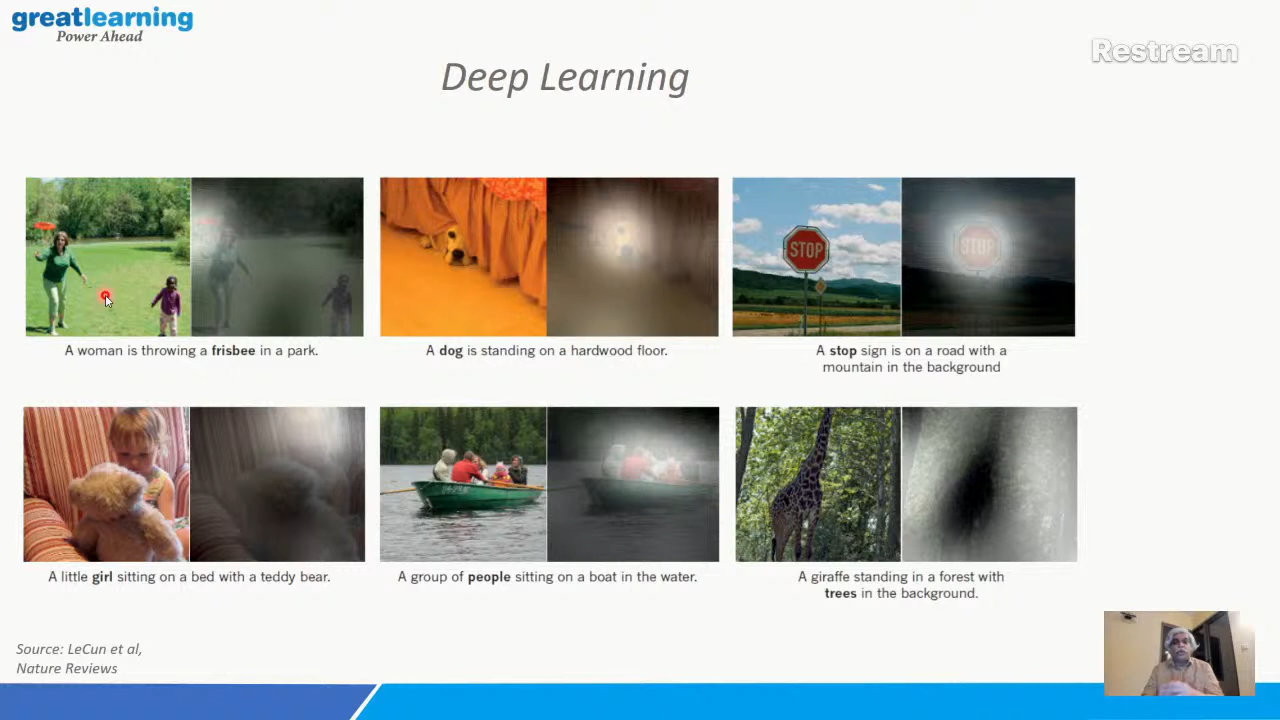 greatlearning
Power Ahead
Restream
Deep Learning
STOP
STOP
A woman is throwing a frisbee in a park.
A dog is standing on a hardwood floor.
A stop sign is on a road with a
mountain in the background
A little girl sitting on a bed with a teddy bear.
A group of people sitting on a boat in the water.
A giraffe standing in a forest with
trees in the background.
Source: LeCun et al,
Nature Reviews